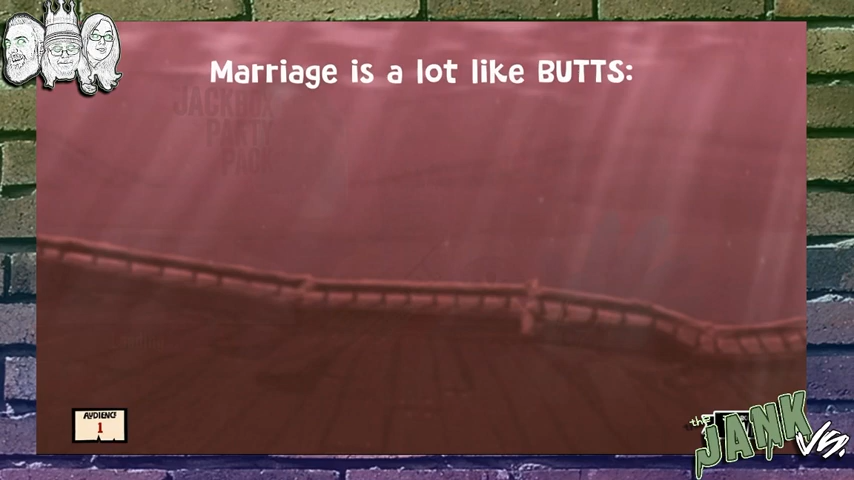 Marriage is a lot like BUTTS:
JACKBOX
PARTY
PACK
AUDIENCE
1
the
JANK
VS.